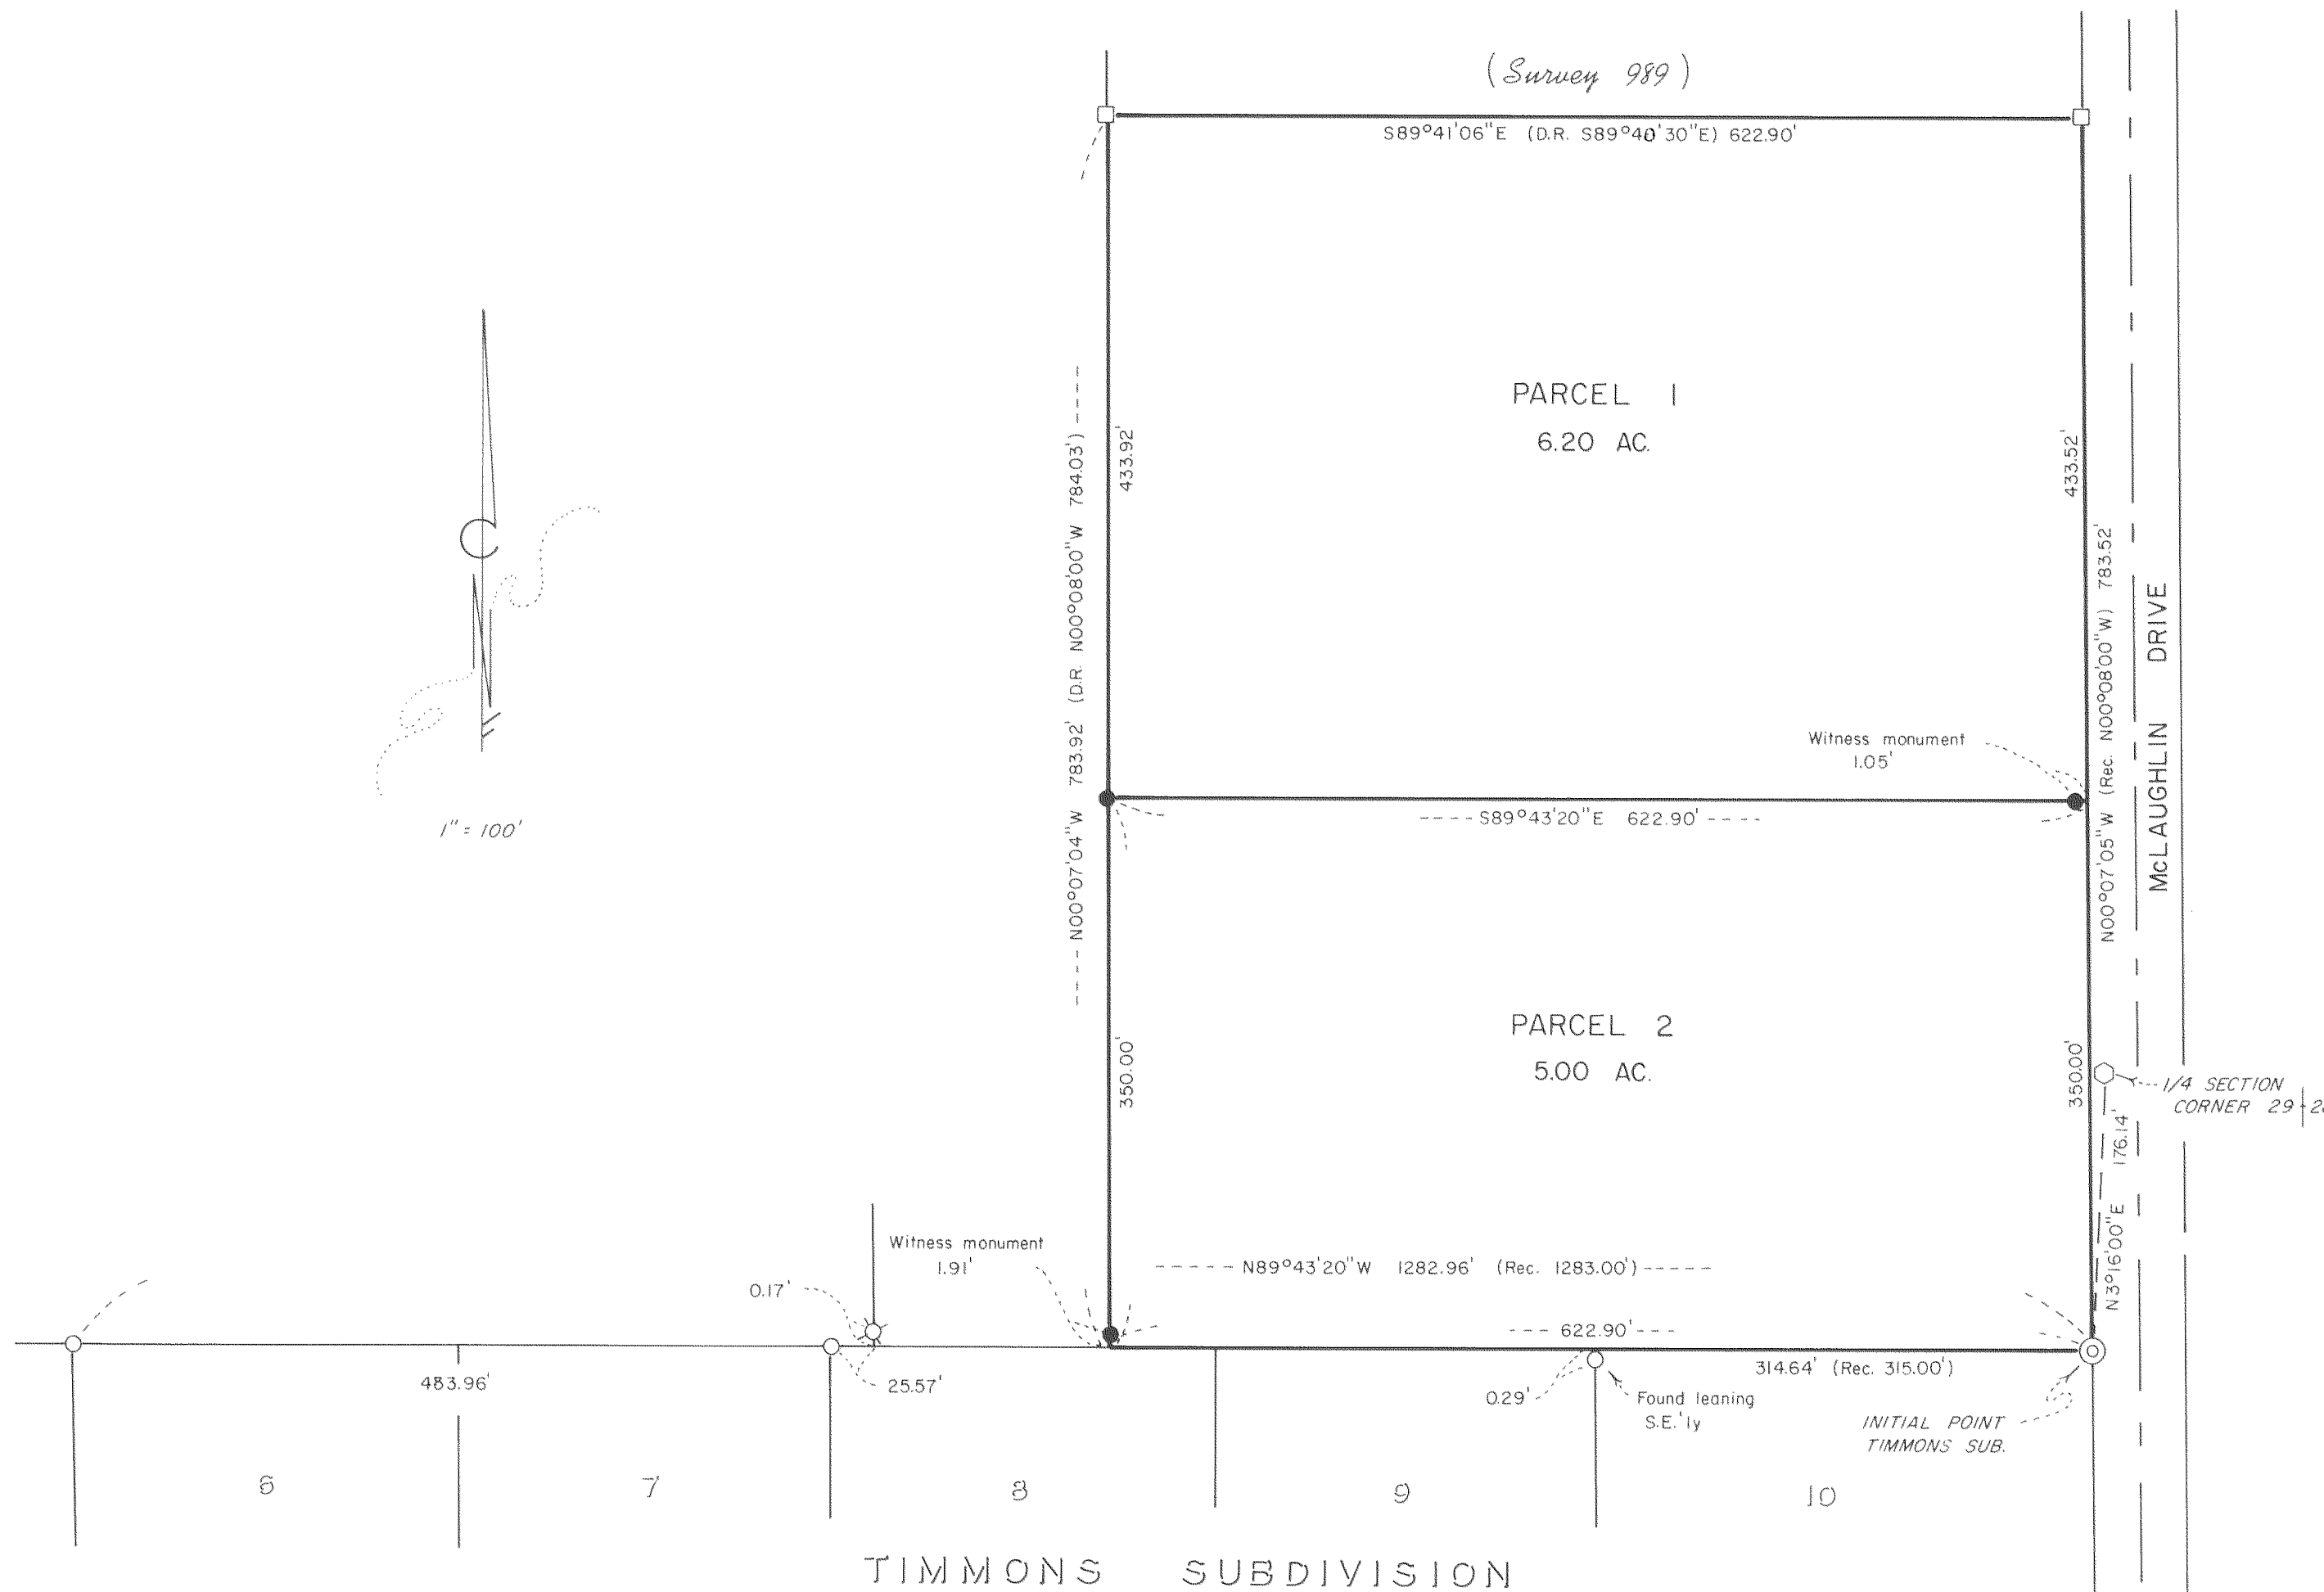 (Survey 989)
S89°41'06"E (D.R. S89°40'30"E) 622.90'
PARCEL 1
6.20 AC.
433.92'
433.52'
N00°07'04"W 783.92' (D.R. N00°08'00"W 784.03')
N00°07'05"W (Rec. N00°08'00"W) 783.52'
McLAUGHLIN DRIVE
N
1" = 100'
Witness monument
1.05'
S89°43'20"E 622.90'
PARCEL 2
5.00 AC.
350.00'
350.00'
1/4 SECTION
CORNER 29
176.14'
N3°16'00"E
Witness monument
1.91'
N89°43'20"W 1282.96' (Rec. 1283.00')
0.17'
622.90'
314.64' (Rec. 315.00')
483.96'
25.57'
0.29'
Found leaning
S.E.'ly
INITIAL POINT
TIMMONS SUB.
6 7 8 9 10
TIMMONS SUBDIVISION